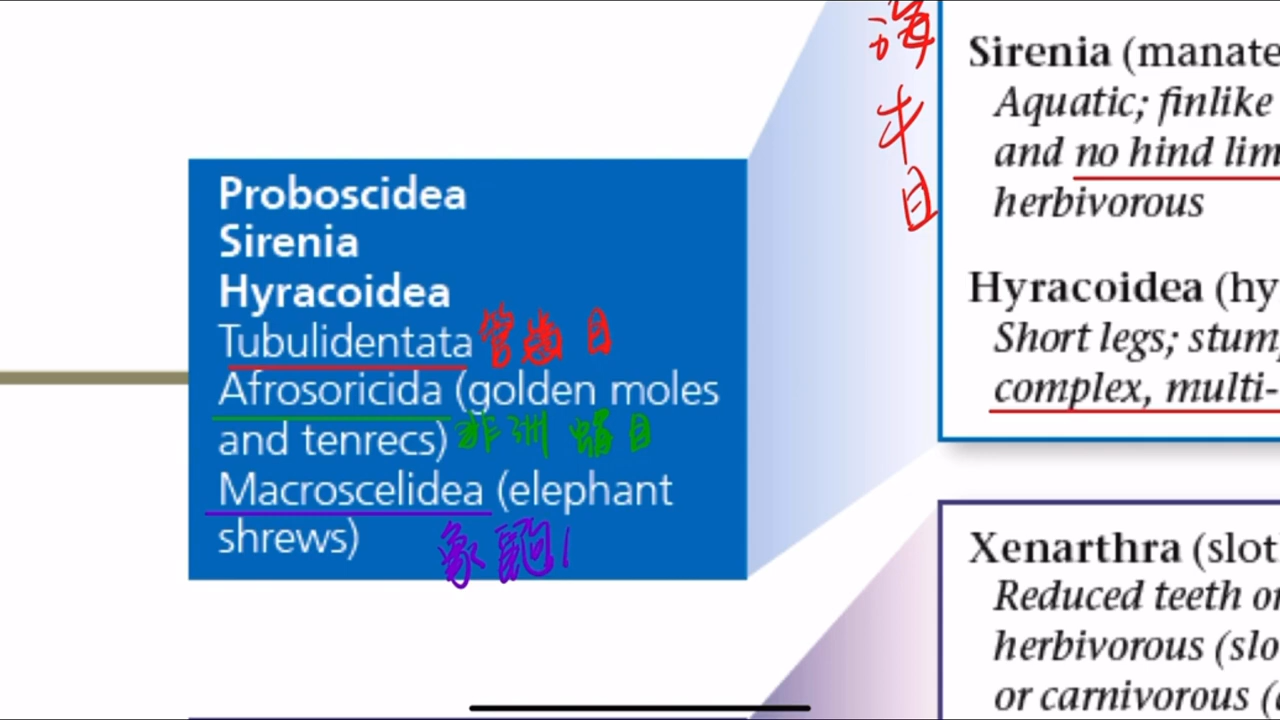 Proboscidea
Sirenia
Hyracoidea
Tubulidentata 管齿目
Afrosoricida (golden moles
and tenrecs) 非洲猬目
Macroscelidea (elephant
shrews) 象鼩
海牛目
Sirenia (manate
Aquatic; finlike
and no hind lim
herbivorous
Hyracoidea (hy
Short legs; stump
complex, multi-
Xenarthra (slot
Reduced teeth or
herbivorous (slo
or carnivorous (